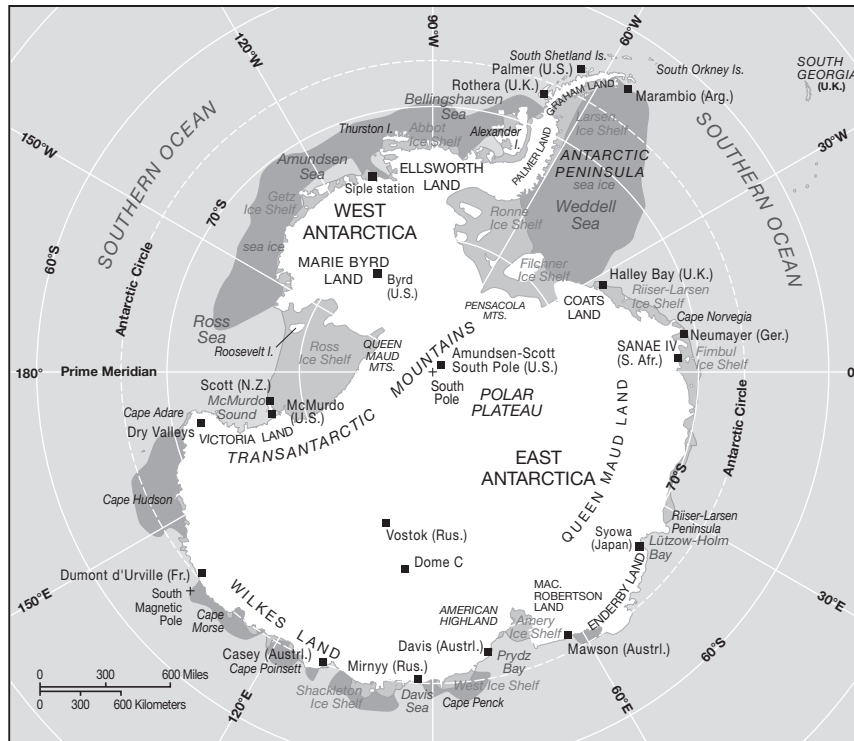 120°W
90°W
60°W
South Shetland Is.
Palmer (U.S.)
South Orkney Is.
SOUTH
GEORGIA
(U.K.)
Rothera (U.K.)
GRAHAM LAND
Marambio (Arg.)
Bellingshausen
Sea
150°W
SOUTHERN OCEAN
Thurston I.
Abbot
Ice Shelf
Alexander
I.
Larsen
Ice Shelf
SOUTHERN OCEAN
30°W
Amundsen
Sea
ELLSWORTH
LAND
PALMER LAND
ANTARCTIC
PENINSULA
sea ice
Siple station
70°S
Getz
Ice Shelf
WEST
ANTARCTICA
Ronne
Ice Shelf
Weddell
Sea
60°S
sea ice
Antarctic Circle
MARIE BYRD
LAND
Byrd
(U.S.)
Filchner
Ice Shelf
Halley Bay (U.K.)
Riiser-Larsen
Ice Shelf
COATS
LAND
PENSACOLA
MTS.
Cape Norvegia
Ross
Sea
Roosevelt I.
Ross
Ice Shelf
QUEEN
MAUD
MTS.
Neumayer (Ger.)
SANAE IV
(S. Afr.)
Fimbul
Ice Shelf
Amundsen-Scott
South Pole (U.S.)
180°
Prime Meridian
South
Pole
0°
Scott (N.Z.)
McMurdo
Sound
McMurdo
(U.S.)
POLAR
PLATEAU
Cape Adare
Dry Valleys
VICTORIA LAND
TRANSANTARCTIC MOUNTAINS
QUEEN MAUD LAND
Antarctic Circle
EAST
ANTARCTICA
70°S
Cape Hudson
Riiser-Larsen
Peninsula
Vostok (Rus.)
Syowa
(Japan)
Lützow-Holm
Bay
Dome C
Dumont d'Urville (Fr.)
South
Magnetic
Pole
150°E
WILKES LAND
Cape
Morse
MAC.
ROBERTSON
LAND
ENDERBY LAND
30°E
AMERICAN
HIGHLAND
Amery
Ice Shelf
Casey (Austrl.)
Cape Poinsett
Davis (Austrl.)
Mawson (Austrl.)
60°S
Mirnyy (Rus.)
Prydz
Bay
0 300 600 Miles
0 300 600 Kilometers
Shackleton
Ice Shelf
Davis
Sea
West Ice Shelf
Cape Penck
120°E
60°E